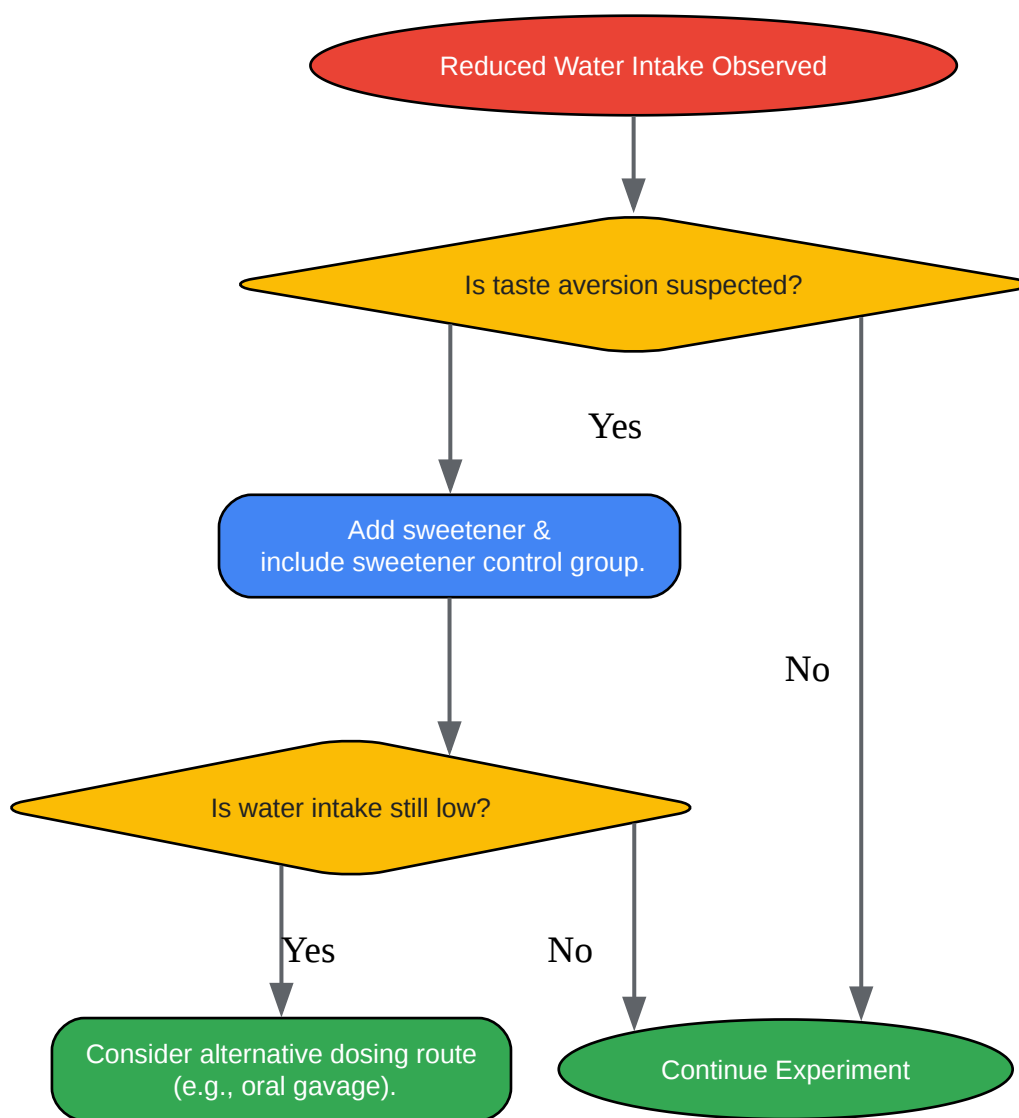 Reduced Water Intake Observed
Is taste aversion suspected?
Yes
Add sweetener &
include sweetener control group.
No
Is water intake still low?
Yes
No
Consider alternative dosing route
(e.g., oral gavage).
Continue Experiment